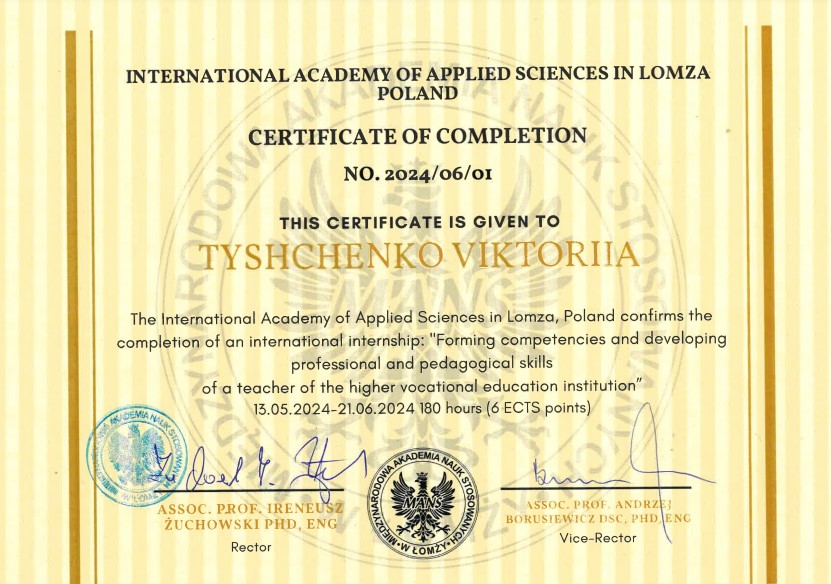 INTERNATIONAL ACADEMY OF APPLIED SCIENCES IN LOMZA
POLAND
CERTIFICATE OF COMPLETION
NO. 2024/06/01
THIS CERTIFICATE IS GIVEN TO
TYSHCHENKO VIKTORIIA
The International Academy of Applied Sciences in Lomza, Poland confirms the
completion of an international internship: "Forming competencies and developing
professional and pedagogical skills
of a teacher of the higher vocational education institution”
13.05.2024-21.06.2024 180 hours (6 ECTS points)
ASSOC. PROF. IRENEUSZ
ŻUCHOWSKI PHD, ENG
Rector
MIĘDZYNARODOWA AKADEMIA NAUK STOSOWANYCH
MANS
• W ŁOMŻY •
ASSOC. PROF. ANDRZEJ
BORUSIEWICZ DSC, PHD, ENG
Vice-Rector